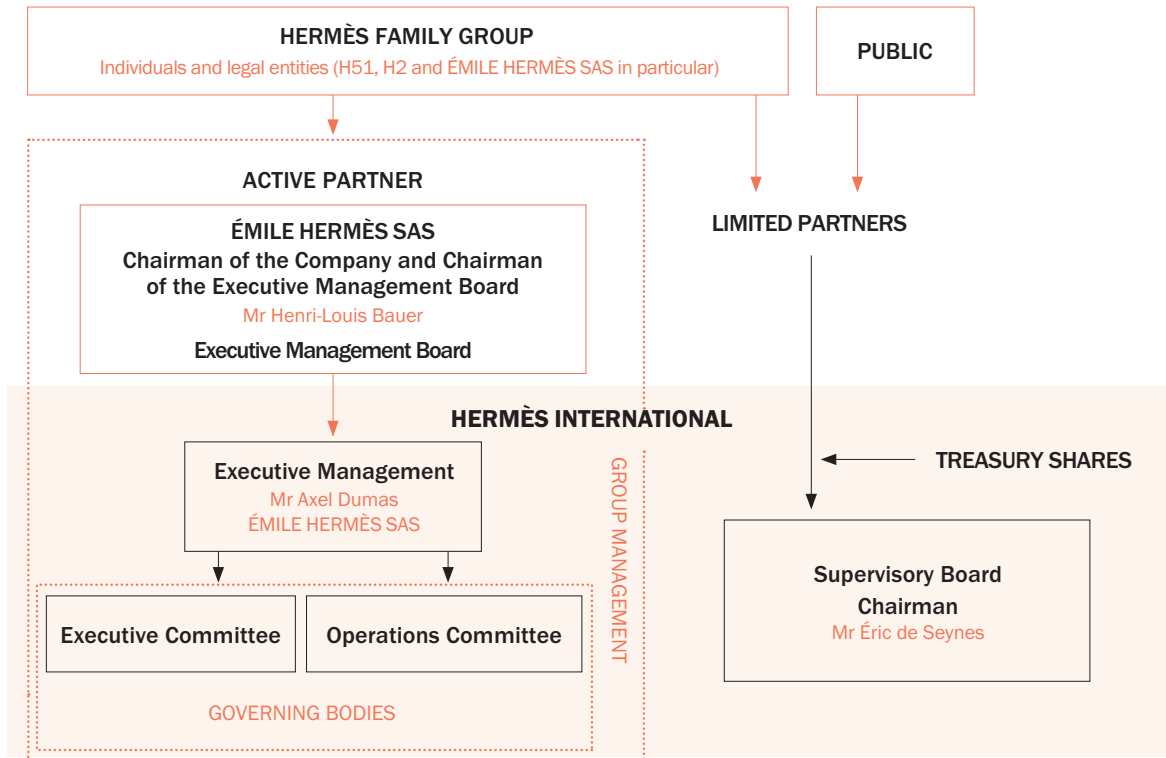 HERMÈS FAMILY GROUP
Individuals and legal entities (H51, H2 and ÉMILE HERMÈS SAS in particular)
PUBLIC
ACTIVE PARTNER
ÉMILE HERMÈS SAS
Chairman of the Company and Chairman
of the Executive Management Board
Mr Henri-Louis Bauer
Executive Management Board
LIMITED PARTNERS
HERMÈS INTERNATIONAL
Executive Management
Mr Axel Dumas
ÉMILE HERMÈS SAS
GROUP MANAGEMENT
TREASURY SHARES
Executive Committee
Operations Committee
GOVERNING BODIES
Supervisory Board
Chairman
Mr Éric de Seynes